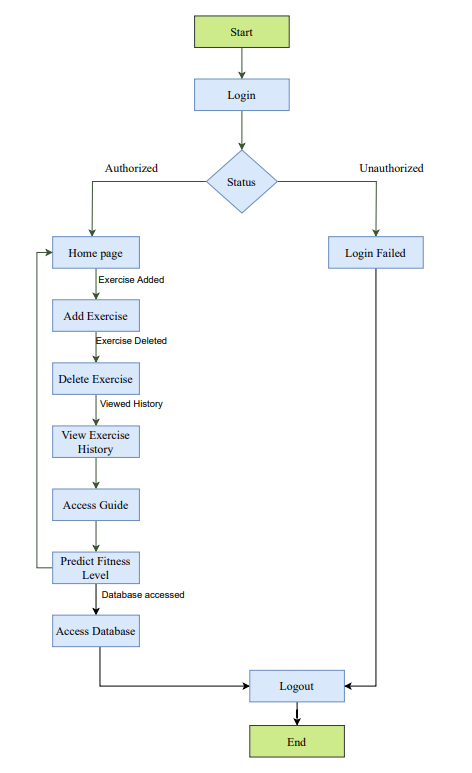 Start
Login
Authorized
Unauthorized
Status
Home page
Login Failed
Exercise Added
Add Exercise
Exercise Deleted
Delete Exercise
Viewed History
View Exercise
History
Access Guide
Predict Fitness
Level
Database accessed
Access Database
Logout
End